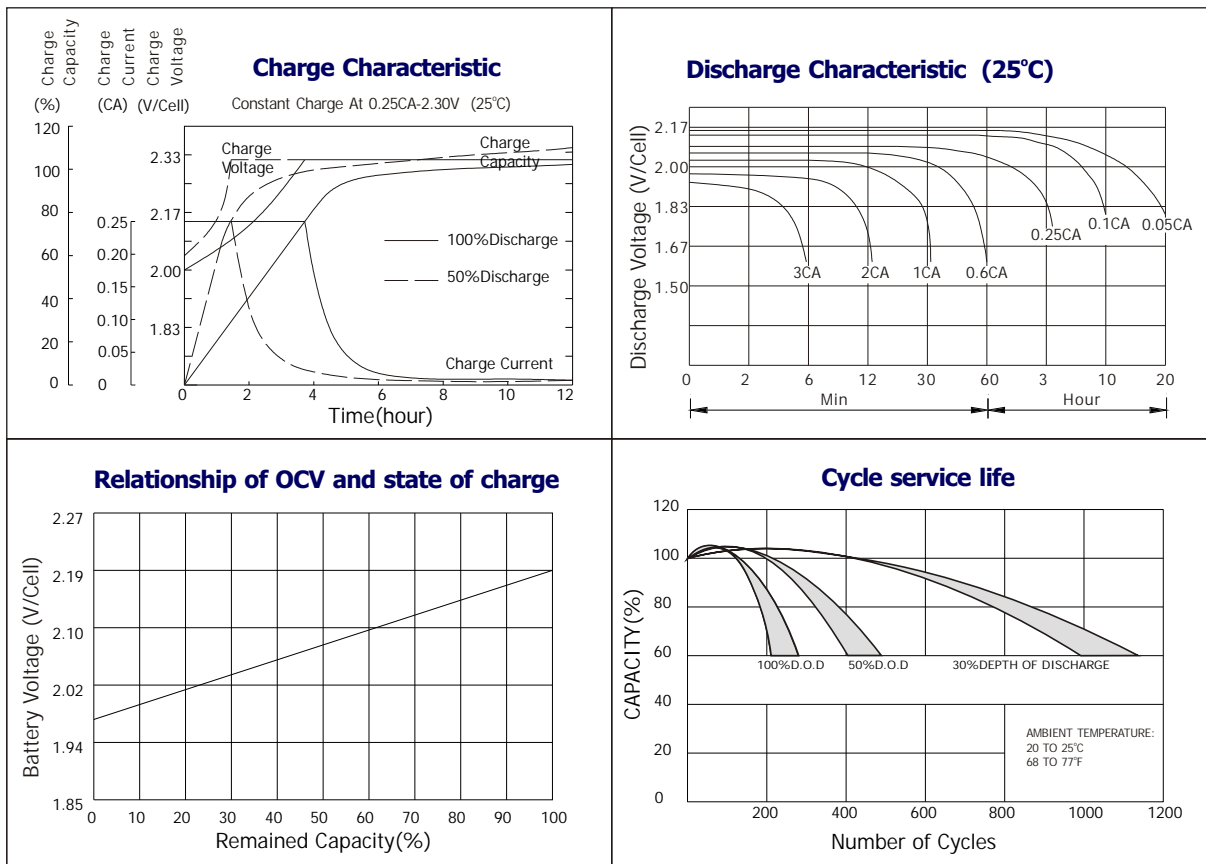 Charge Capacity
Charge Current
Charge Voltage
(%)
(CA)
(V/Cell)
Charge Characteristic
Constant Charge At 0.25CA-2.30V (25°C)
120
100
80
60
40
20
0
0.25
0.20
0.15
0.10
0.05
0
2.33
2.17
2.00
1.83
Charge
Voltage
Charge
Capacity
100%Discharge
50%Discharge
Charge Current
0 2 4 6 8 10 12
Time(hour)
Discharge Characteristic (25°C)
Discharge Voltage (V/Cell)
2.17
2.00
1.83
1.67
1.50
3CA
2CA
1CA
0.6CA
0.25CA
0.1CA
0.05CA
0 2 6 12 30 60 3 10 20
Min
Hour
Relationship of OCV and state of charge
Battery Voltage (V/Cell)
2.27
2.19
2.10
2.02
1.94
1.85
0 10 20 30 40 50 60 70 80 90 100
Remained Capacity(%)
Cycle service life
CAPACITY(%)
120
100
80
60
40
20
0
100%D.O.D
50%D.O.D
30%DEPTH OF DISCHARGE
AMBIENT TEMPERATURE:
20 TO 25°C
68 TO 77°F
200 400 600 800 1000 1200
Number of Cycles